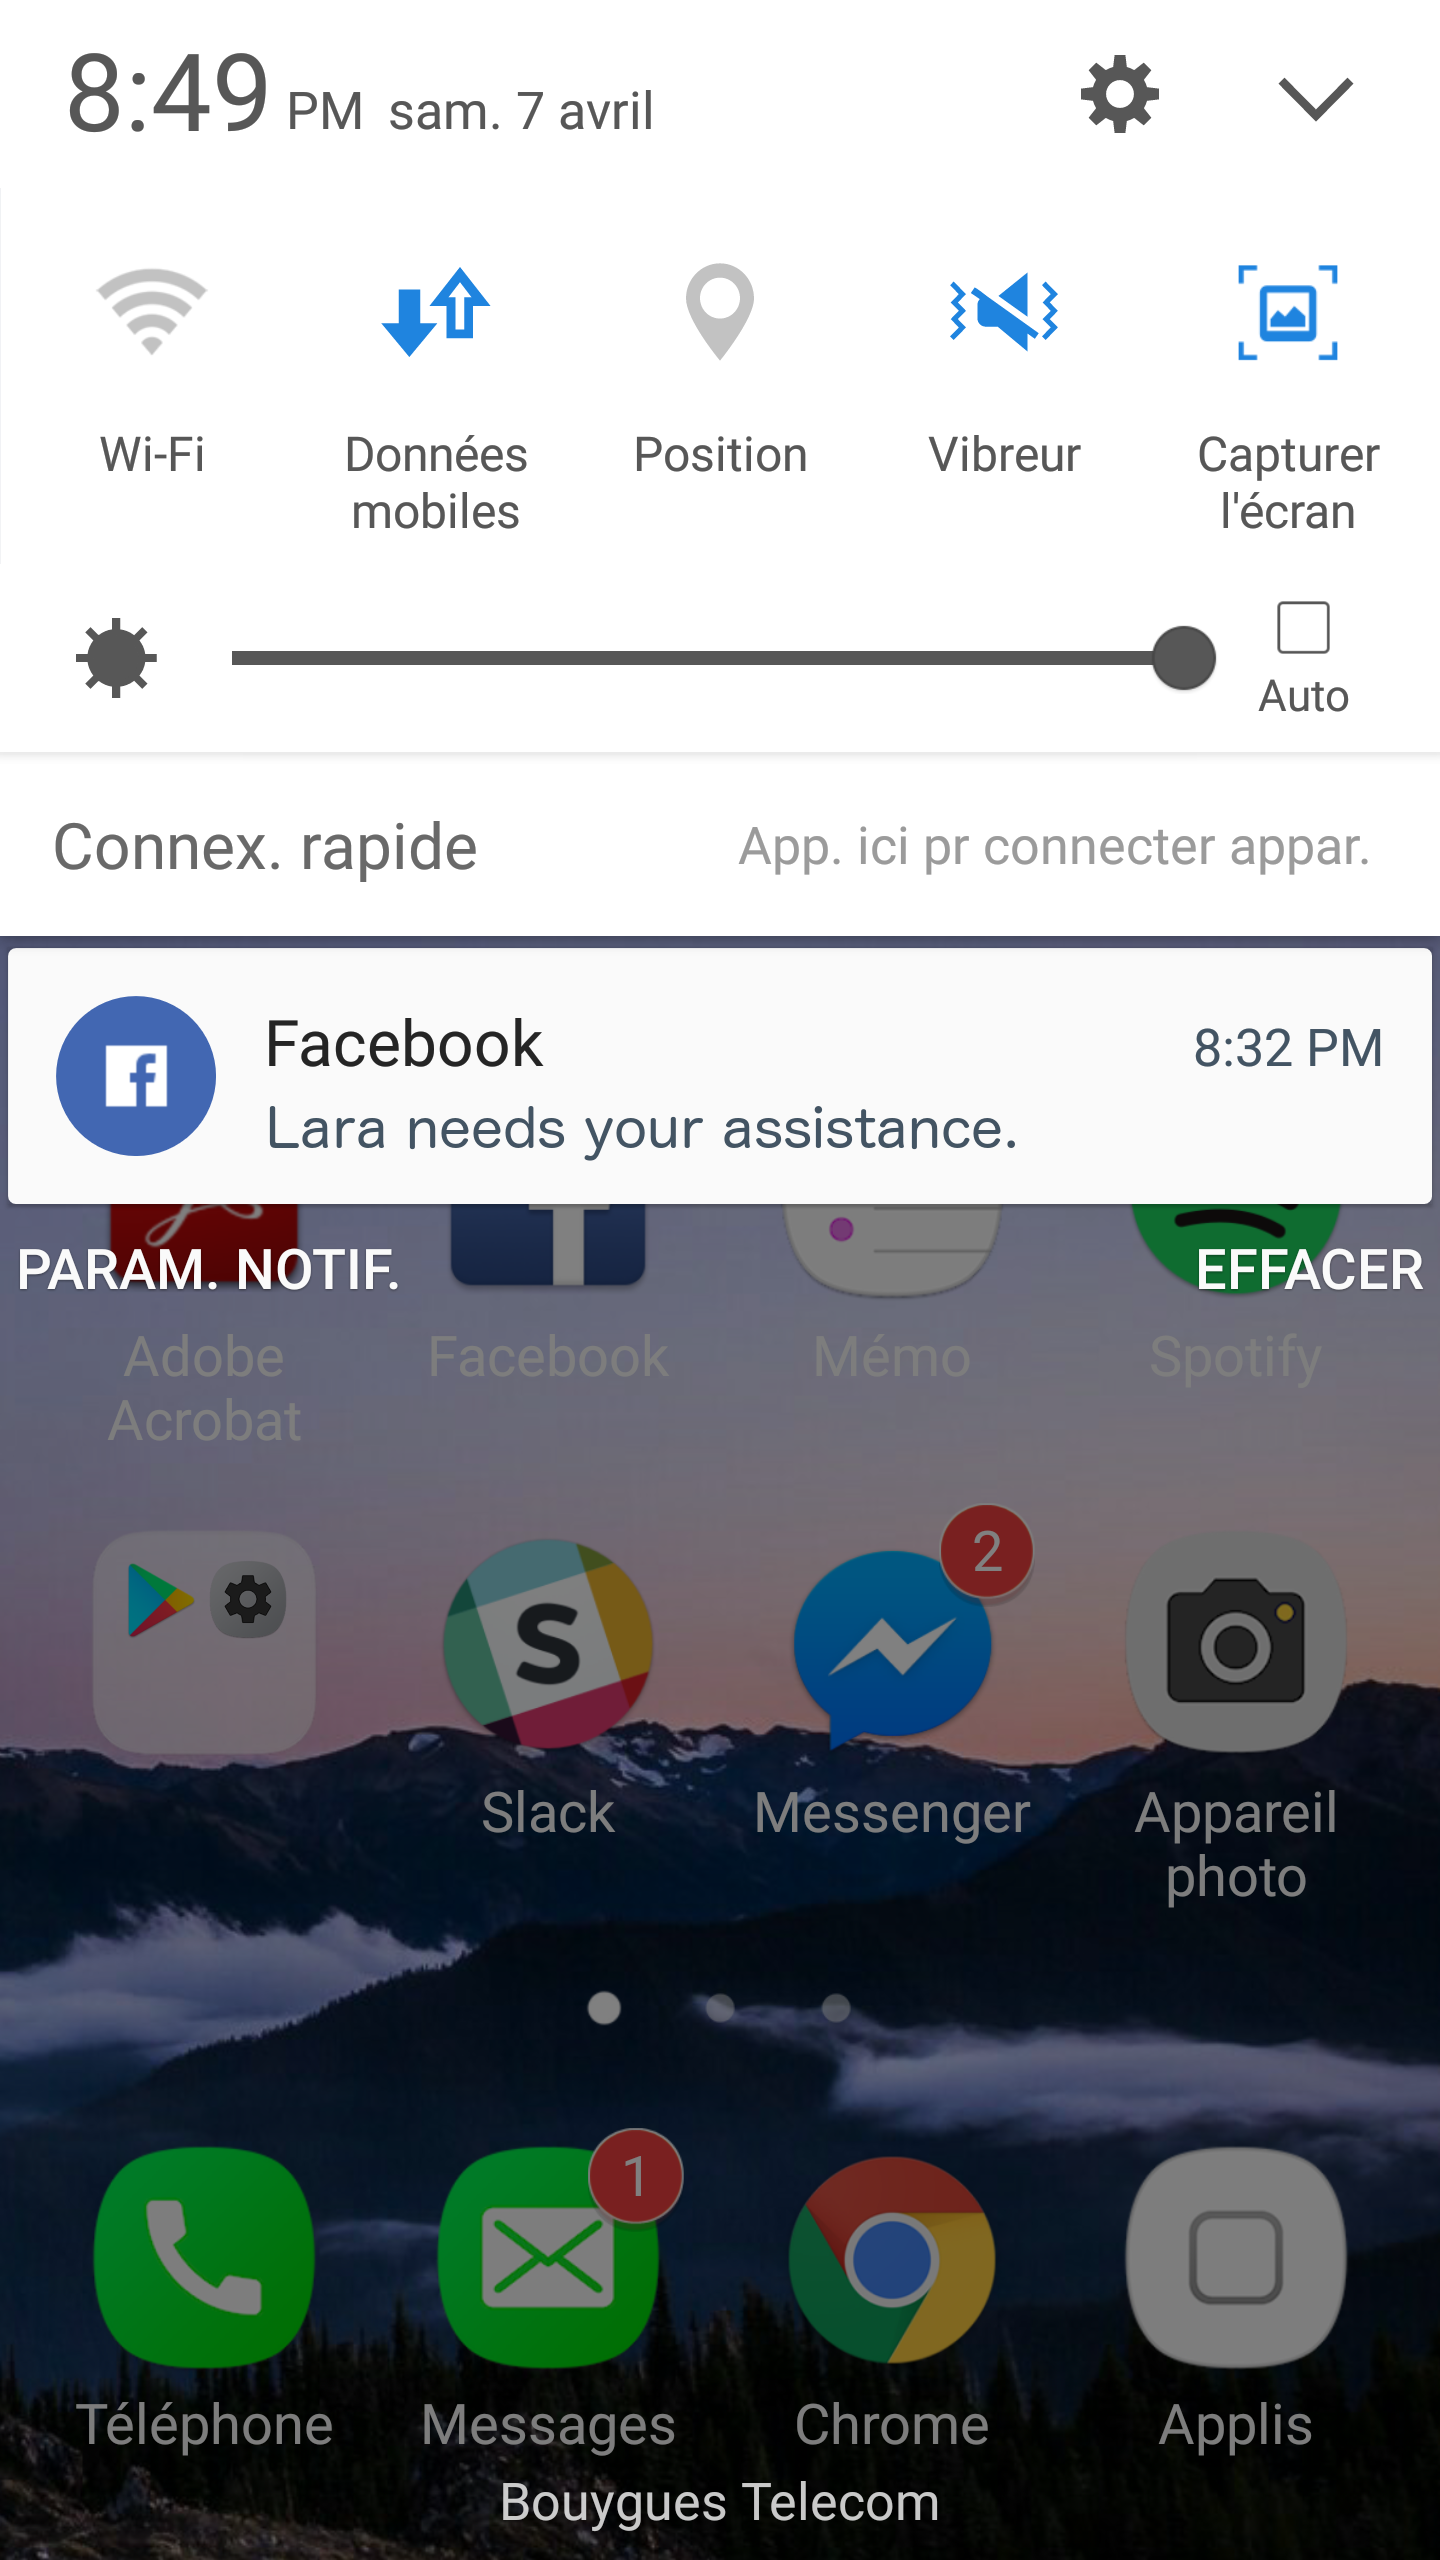 8:49 PM sam. 7 avril
Wi-Fi
Données
mobiles
Position
Vibreur
Capturer
l'écran
Auto
Connex. rapide
App. ici pr connecter appar.
Facebook
8:32 PM
Lara needs your assistance.
PARAM. NOTIF.
EFFACER
Adobe
Acrobat
Facebook
Mémo
Spotify
2
Slack
Messenger
Appareil
photo
1
Téléphone
Messages
Chrome
Applis
Bouygues Telecom